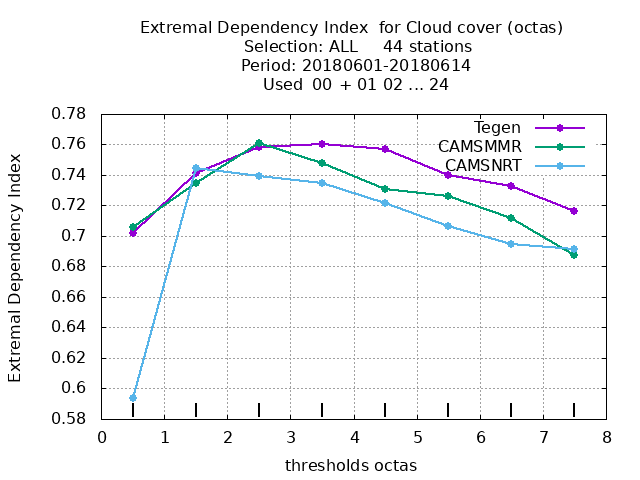 Extremal Dependency Index  for Cloud cover (octas)
Selection: ALL     44 stations
Period: 20180601-20180614
Used  00 + 01 02 ... 24
Extremal Dependency Index
0.78
0.76
0.74
0.72
0.7
0.68
0.66
0.64
0.62
0.6
0.58
Tegen
CAMSMMR
CAMSNRT
0 1 2 3 4 5 6 7 8
thresholds octas